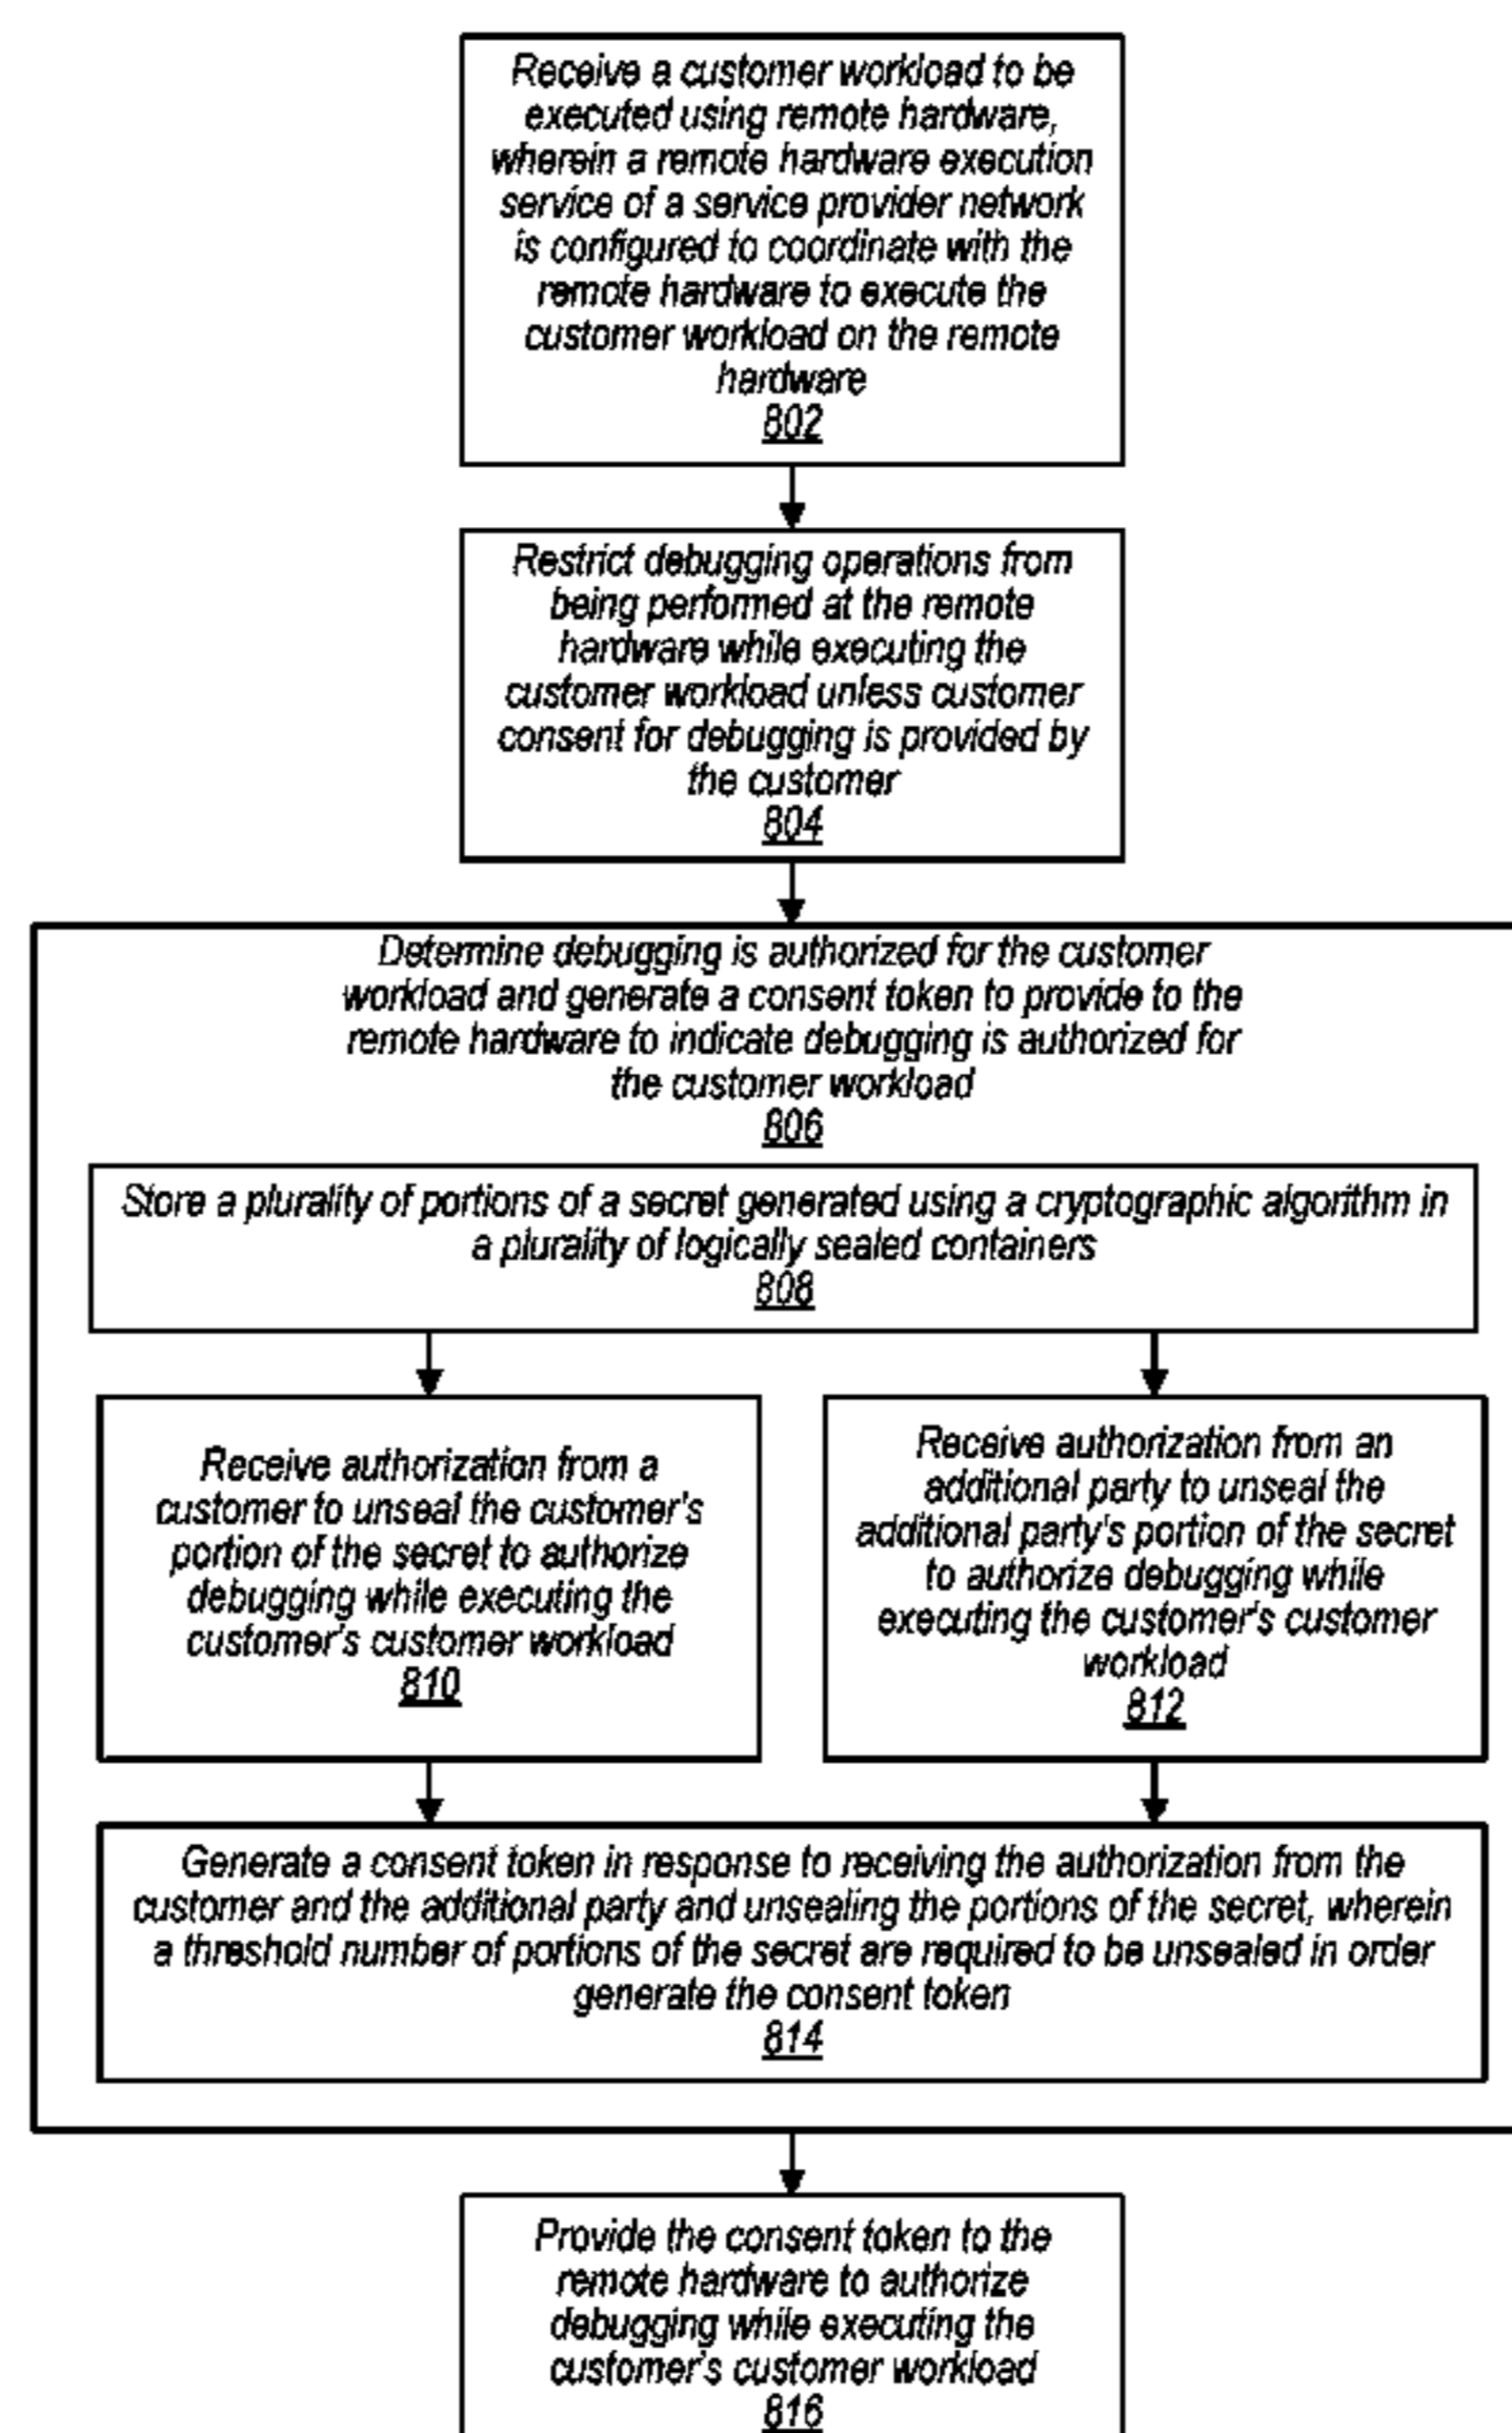 Receive a customer workload to be
executed using remote hardware,
wherein a remote hardware execution
service of a service provider network
is configured to coordinate with the
remote hardware to execute the
customer workload on the remote
hardware
802
Restrict debugging operations from
being performed at the remote
hardware while executing the
customer workload unless customer
consent for debugging is provided by
the customer
804
Determine debugging is authorized for the customer
workload and generate a consent token to provide to the
remote hardware to indicate debugging is authorized for
the customer workload
806
Store a plurality of portions of a secret generated using a cryptographic algorithm in
a plurality of logically sealed containers
808
Receive authorization from a
customer to unseal the customer's
portion of the secret to authorize
debugging while executing the
customer's customer workload
810
Receive authorization from an
additional party to unseal the
additional party's portion of the secret
to authorize debugging while
executing the customer's customer
workload
812
Generate a consent token in response to receiving the authorization from the
customer and the additional party and unsealing the portions of the secret, wherein
a threshold number of portions of the secret are required to be unsealed in order
generate the consent token
814
Provide the consent token to the
remote hardware to authorize
debugging while executing the
customer's customer workload
816